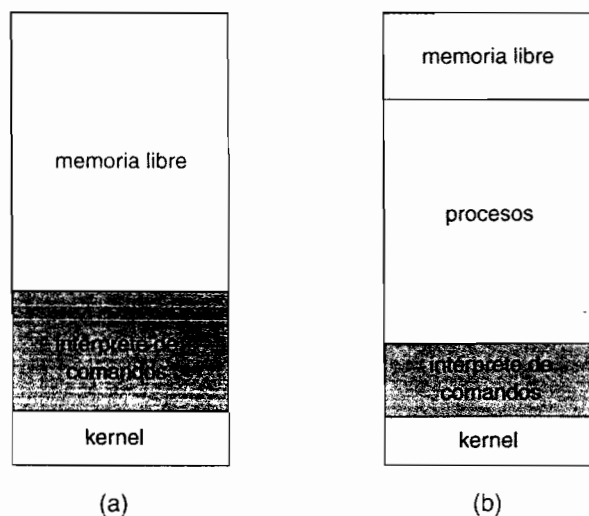 memoria libre
intérprete de
comandos
kernel
(a)
memoria libre
procesos
intérprete de
comandos
kernel
(b)